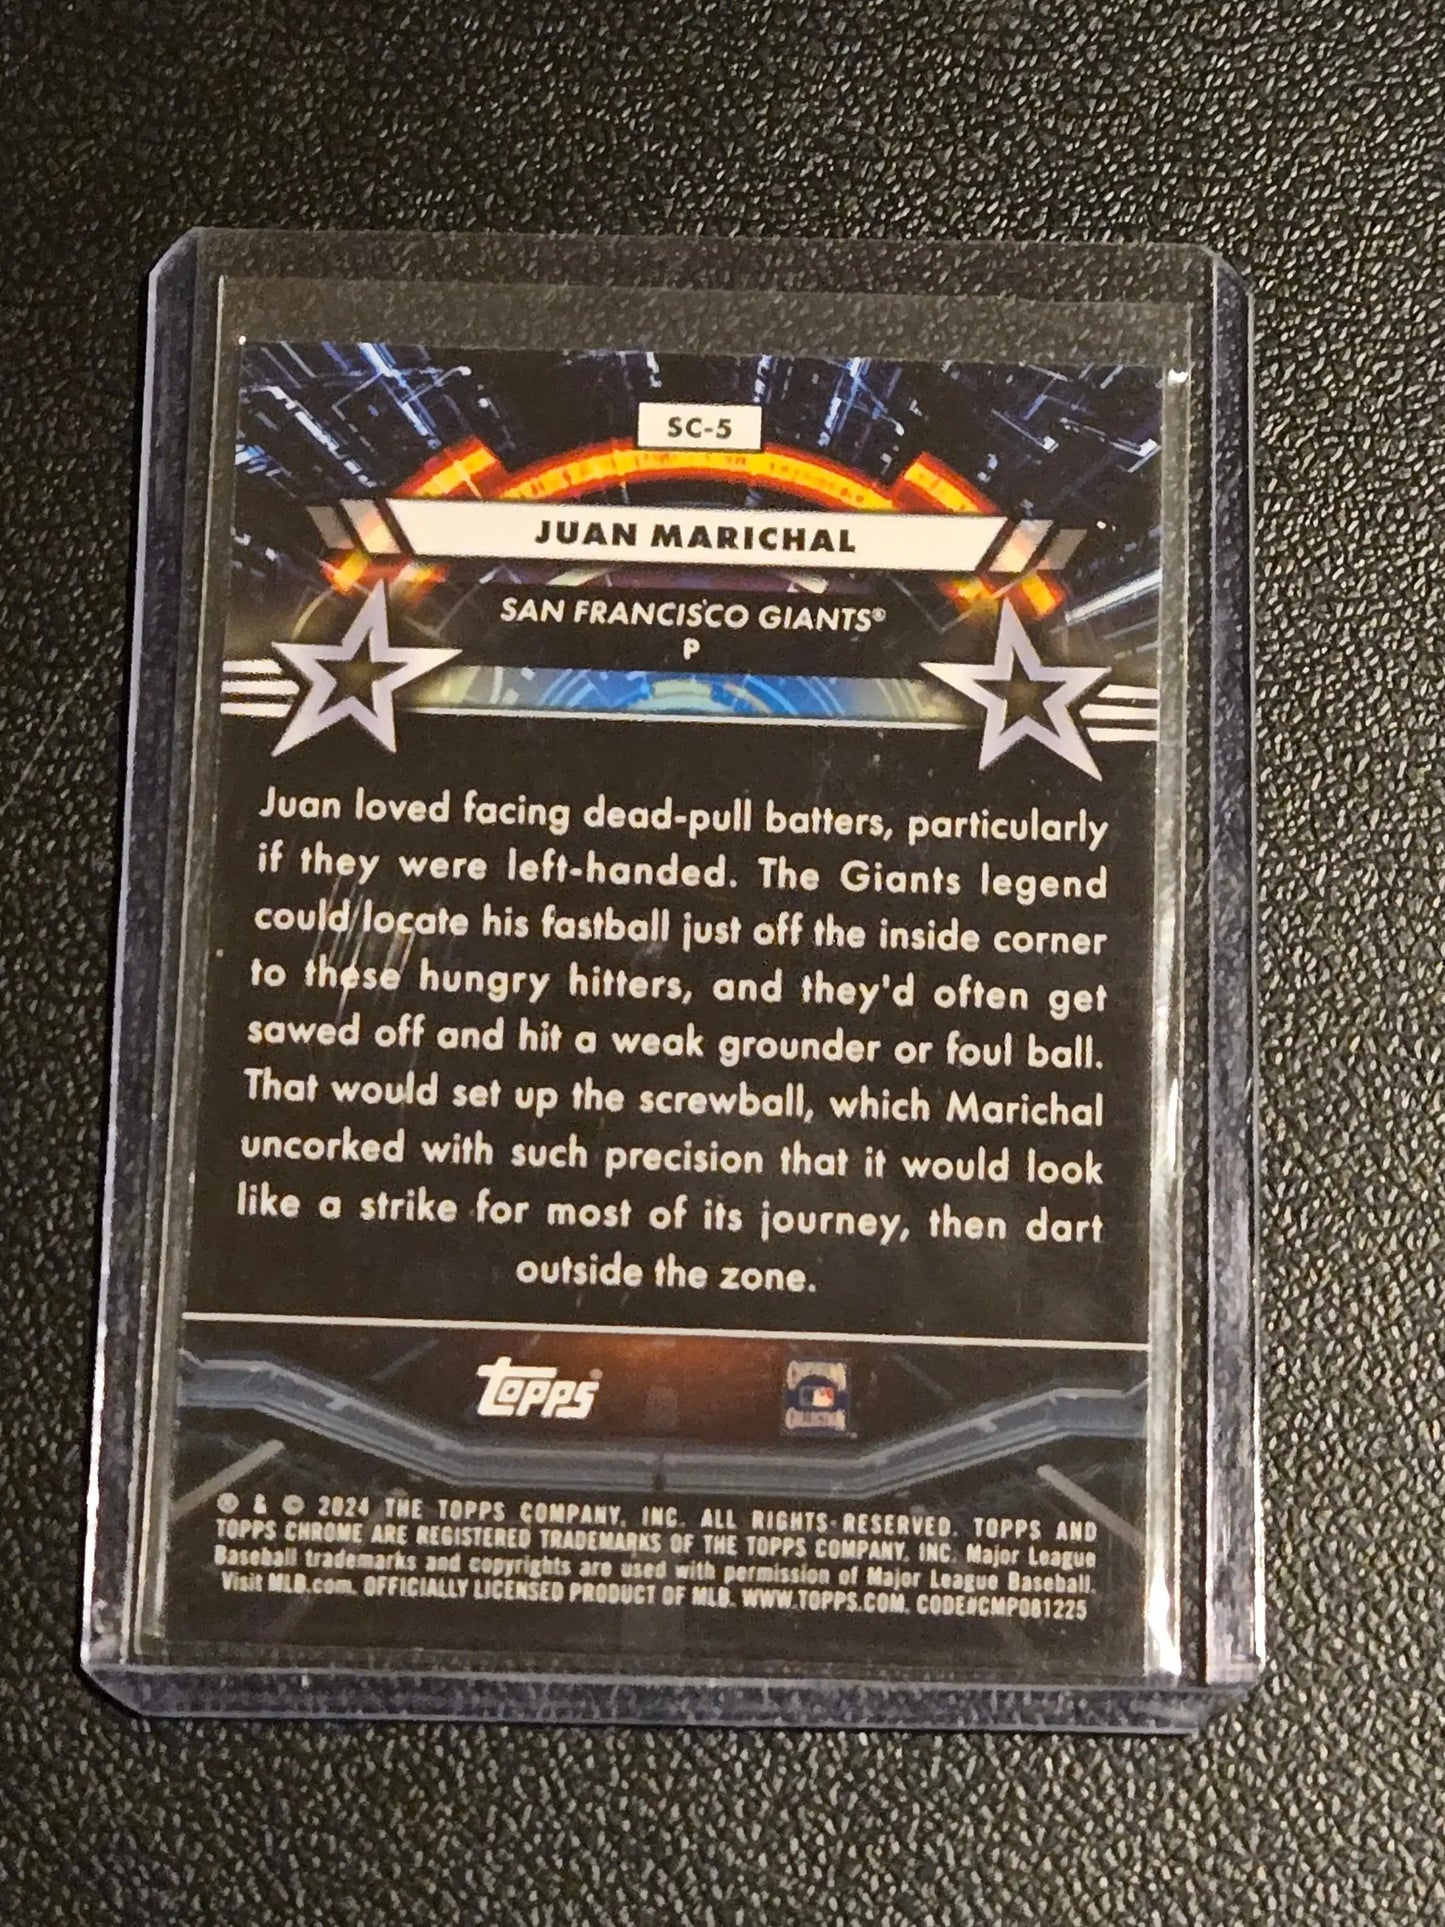 SC-5
JUAN MARICHAL
SAN FRANCISCO GIANTS®
P
Juan loved facing dead-pull batters, particularly
if they were left-handed. The Giants legend
could locate his fastball just off the inside corner
to these hungry hitters, and they'd often get
sawed off and hit a weak grounder or foul ball.
That would set up the screwball, which Marichal
uncorked with such precision that it would look
like a strike for most of its journey, then dart
outside the zone.
Topps
® & © 2024 THE TOPPS COMPANY, INC. ALL RIGHTS RESERVED. TOPPS AND
TOPPS CHROME ARE REGISTERED TRADEMARKS OF THE TOPPS COMPANY, INC. Major League
Baseball trademarks and copyrights are used with permission of Major League Baseball.
Visit MLB.com. OFFICIALLY LICENSED PRODUCT OF MLB. WWW.TOPPS.COM. CODE#CMP081225